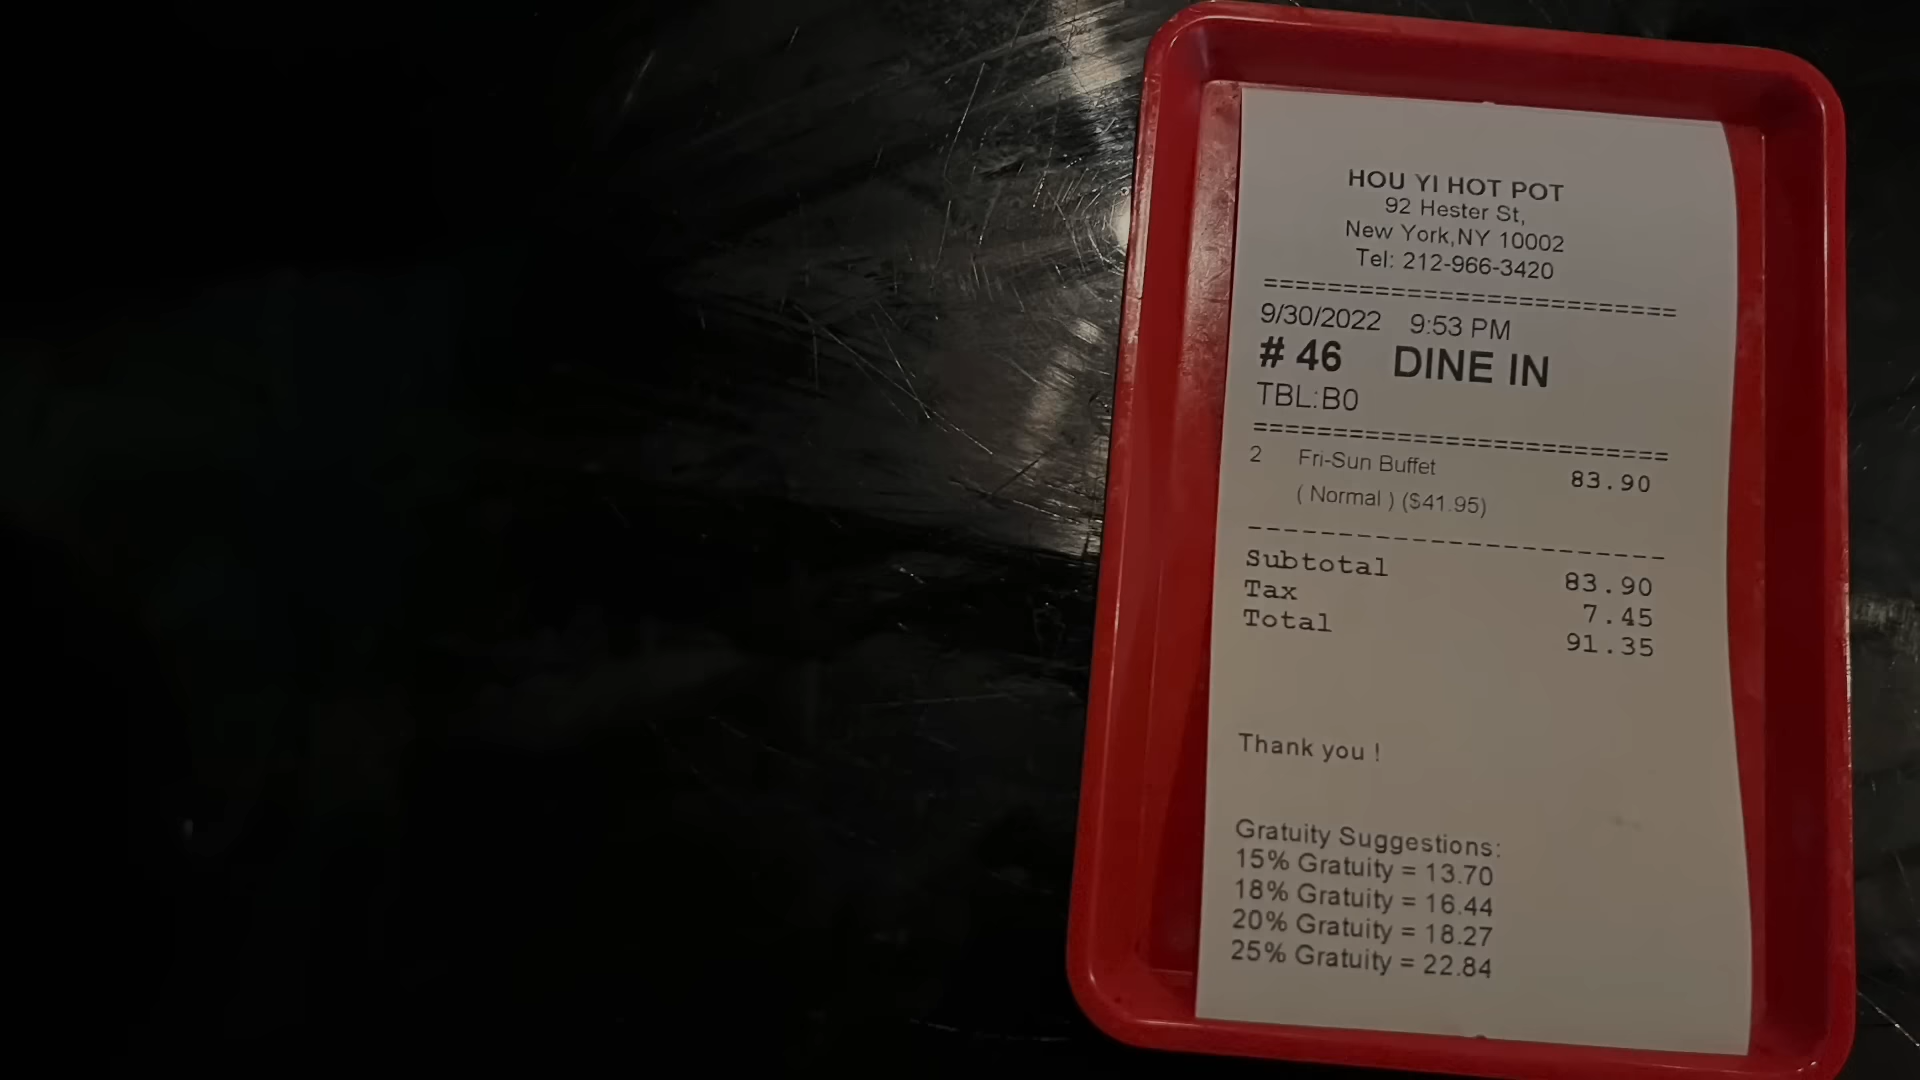 HOU YI HOT POT
92 Hester St,
New York,NY 10002
Tel: 212-966-3420
==========================
9/30/2022 9:53 PM
# 46 DINE IN
TBL:B0
==========================
2 Fri-Sun Buffet 83.90
( Normal ) ($41.95)
-----------------------
Subtotal 83.90
Tax 7.45
Total 91.35
Thank you !
Gratuity Suggestions:
15% Gratuity = 13.70
18% Gratuity = 16.44
20% Gratuity = 18.27
25% Gratuity = 22.84